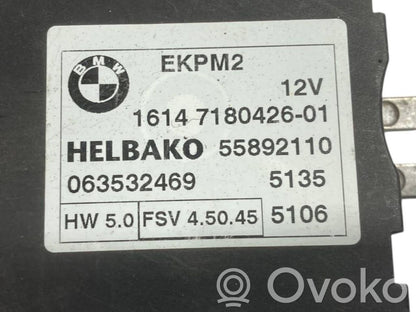 BMW
EKPM2
12V
1614 7180426-01
HELBAKO 55892110
063532469 5135
HW 5.0 FSV 4.50.45 5106
Ovoko